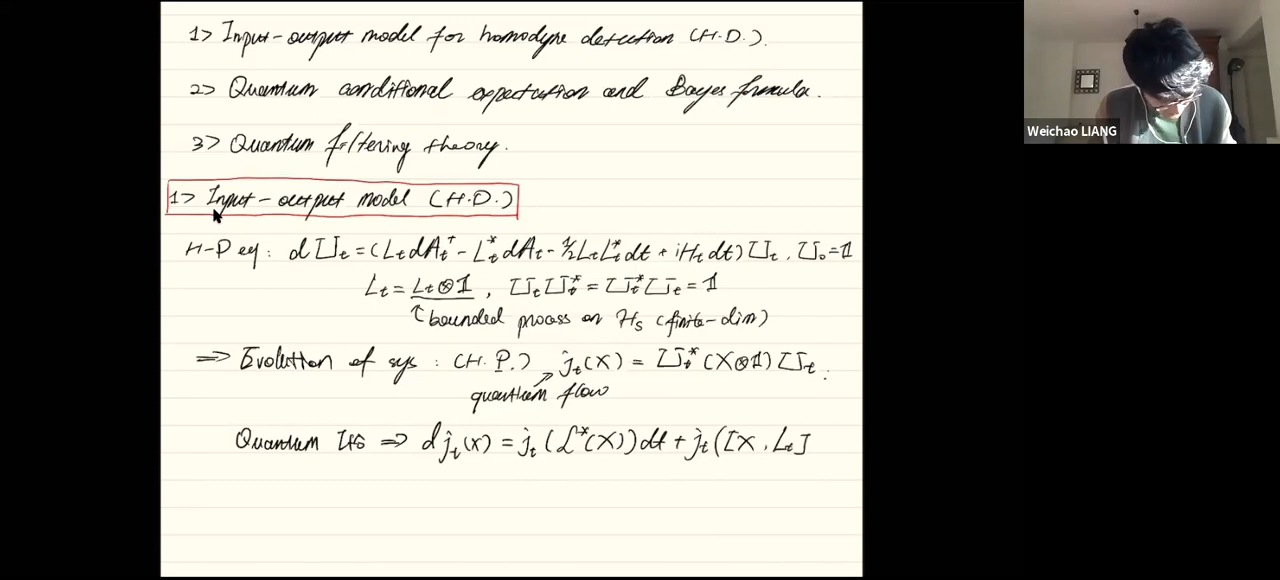 1> Input-output model for homodyne detection (H.D.).
2> Quantum conditional expectation and Bayes formula.
3> Quantum filtering theory.
1> Input-output model (H.D.)
H-P eq: dU_t = (L_t dA_t^† - L_t^* dA_t - 1/2 L_t L_t^* dt + iH_t dt) U_t, U_0 = 𝟙
L_t = L_t ⊗ 𝟙, U_t U_t^* = U_t^* U_t = 𝟙
↑ bounded process on H_S (finite-dim)
⇒ Evolution of sys: (H.P.) j_t(X) = U_t^* (X ⊗ 𝟙) U_t.
quantum flow
Quantum Itô ⇒ dj_t(X) = j_t(ℒ^*(X))dt + j_t([X, L_t]
Weichao LIANG